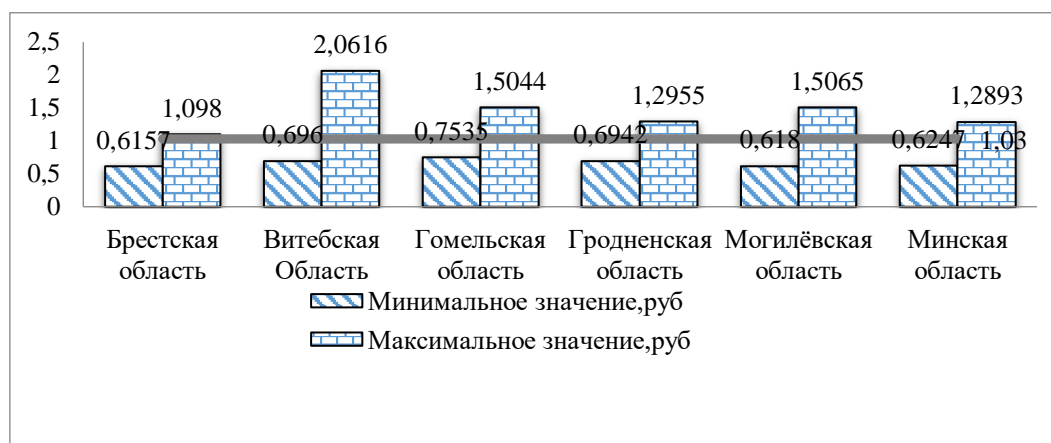 2,5
2
1,5
1
0,5
0
0,6157
1,098
0,696
2,0616
0,7535
1,5044
0,6942
1,2955
0,618
1,5065
0,6247
1,2893
1,03
Брестская
область
Витебская
Область
Гомельская
область
Гродненская
область
Могилёвская
область
Минская
область
Минимальное значение,руб
Максимальное значение,руб